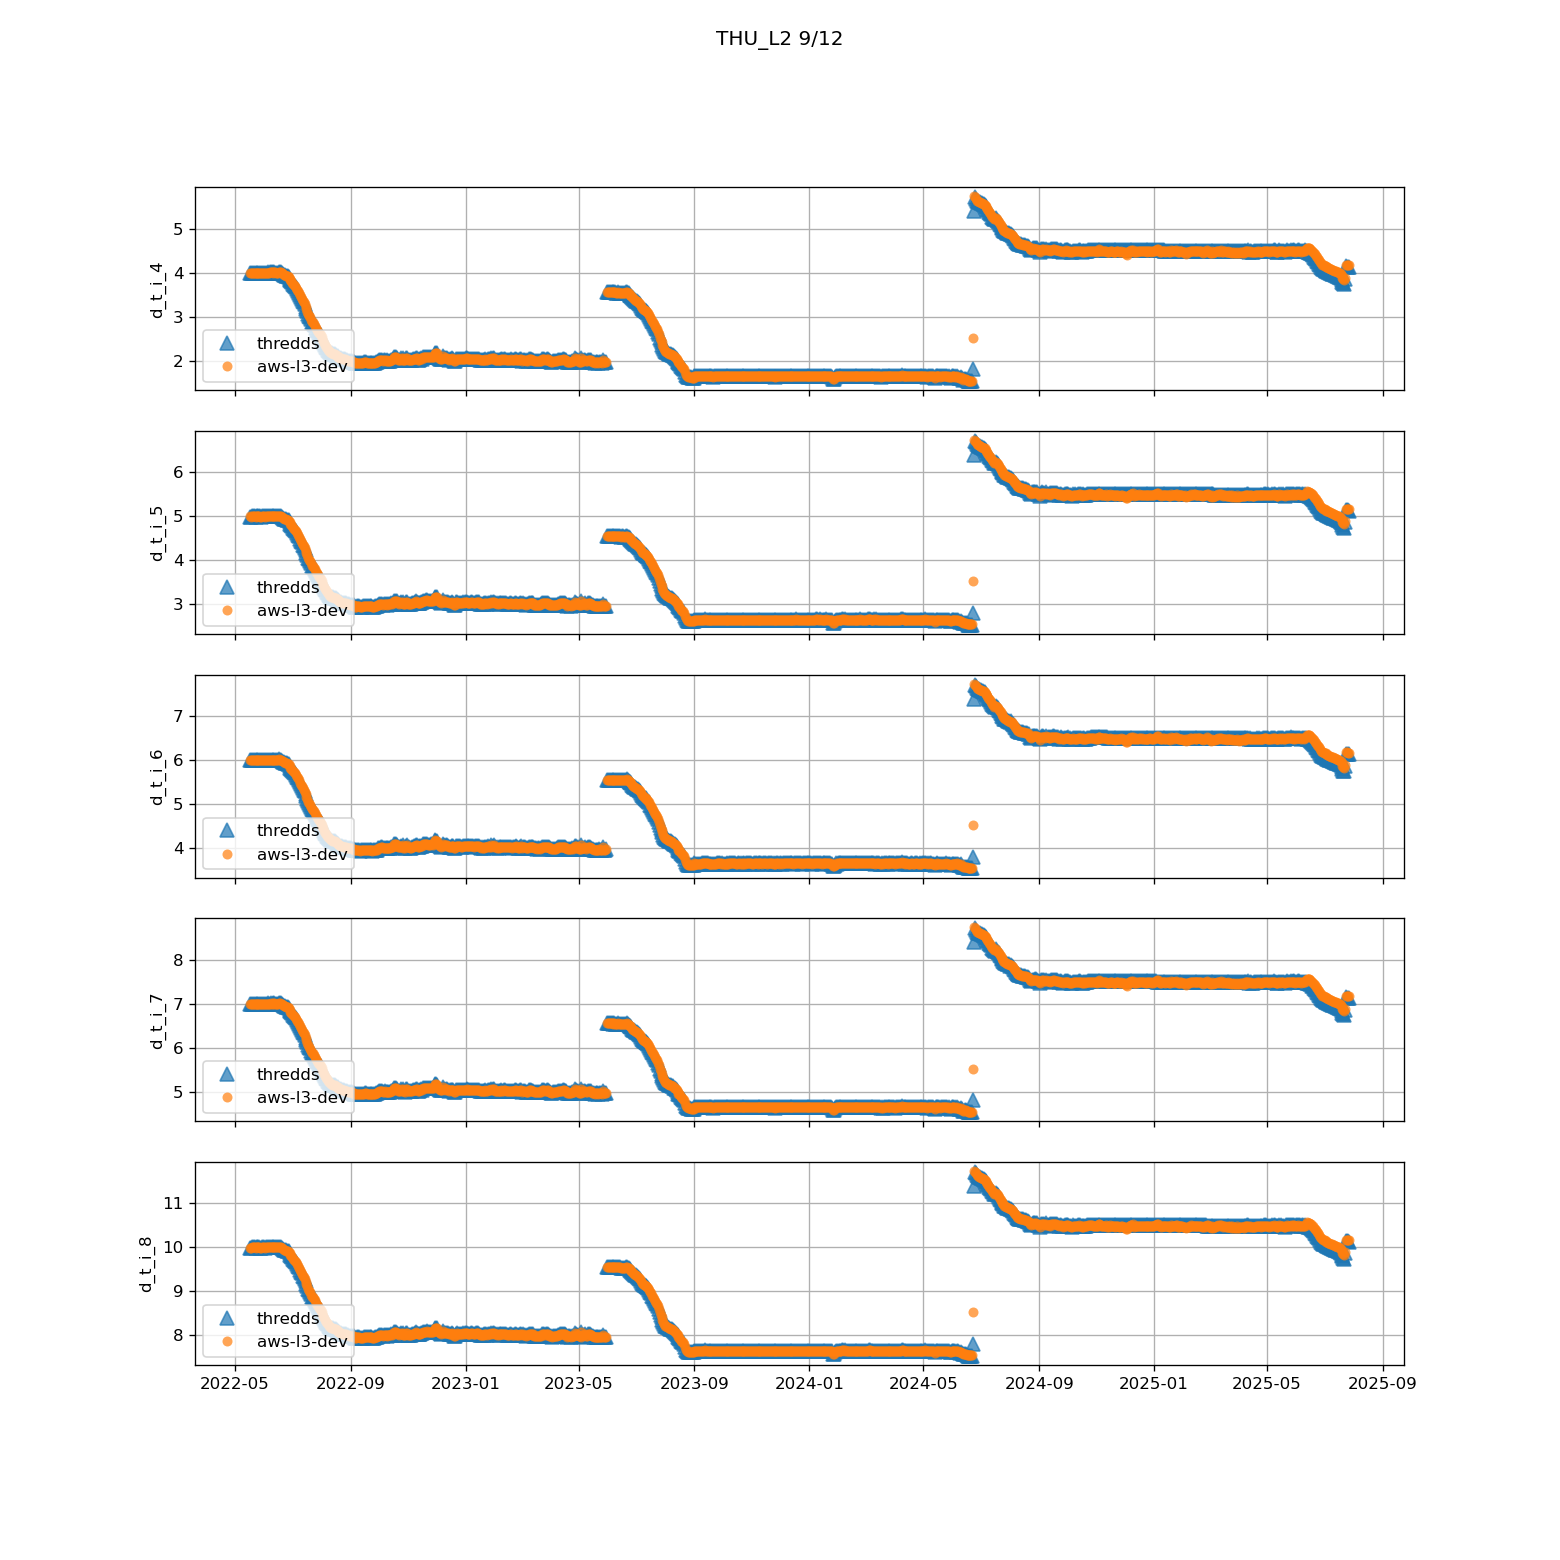 THU_L2 9/12
d_t_i_4
5
4
3
2
thredds
aws-l3-dev
d_t_i_5
6
5
4
3
thredds
aws-l3-dev
d_t_i_6
7
6
5
4
thredds
aws-l3-dev
d_t_i_7
8
7
6
5
thredds
aws-l3-dev
d_t_i_8
11
10
9
8
thredds
aws-l3-dev
2022-05 2022-09 2023-01 2023-05 2023-09 2024-01 2024-05 2024-09 2025-01 2025-05 2025-09